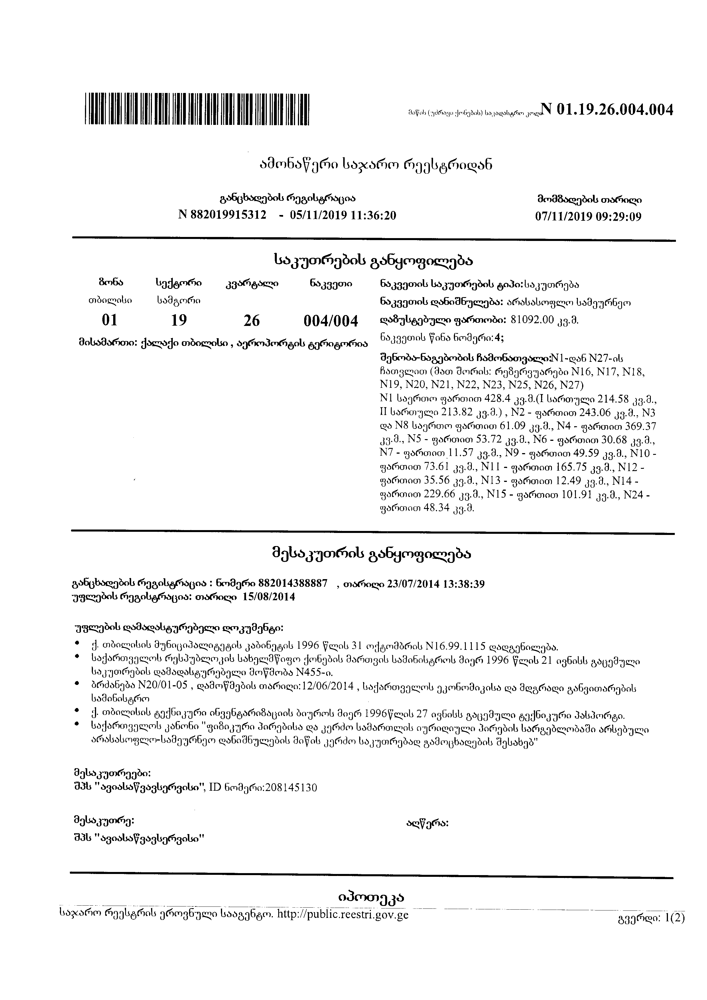 მიწის (უძრავი ქონების) საკადასტრო კოდი N 01.19.26.004.004
ამონაწერი საჯარო რეესტრიდან
განცხადების რეგისტრაცია
N 882019915312 - 05/11/2019 11:36:20
მომზადების თარიღი
07/11/2019 09:29:09
საკუთრების განყოფილება
ზონა სექტორი კვარტალი ნაკვეთი
თბილისი სამგორი
01 19 26 004/004
მისამართი: ქალაქი თბილისი , აეროპორტის ტერიტორია
ნაკვეთის საკუთრების ტიპი:საკუთრება
ნაკვეთის დანიშნულება: არასასოფლო სამეურნეო
დაზუსტებული ფართობი: 81092.00 კვ.მ.
ნაკვეთის წინა ნომერი:4;
შენობა-ნაგებობის ჩამონათვალი:N1-დან N27-ის
ჩათვლით (მათ შორის: რეზერვუარები N16, N17, N18,
N19, N20, N21, N22, N23, N25, N26, N27)
N1 საერთო ფართით 428.4 კვ.მ.(I სართული 214.58 კვ.მ.,
II სართული 213.82 კვ.მ.) , N2 - ფართით 243.06 კვ.მ., N3
და N8 საერთო ფართით 61.09 კვ.მ., N4 - ფართით 369.37
კვ.მ., N5 - ფართით 53.72 კვ.მ., N6 - ფართით 30.68 კვ.მ.,
N7 - ფართით 11.57 კვ.მ., N9 - ფართით 49.59 კვ.მ., N10 -
ფართით 73.61 კვ.მ., N11 - ფართით 165.75 კვ.მ., N12 -
ფართით 35.56 კვ.მ., N13 - ფართით 12.49 კვ.მ., N14 -
ფართით 229.66 კვ.მ., N15 - ფართით 101.91 კვ.მ., N24 -
ფართით 48.34 კვ.მ.
მესაკუთრის განყოფილება
განცხადების რეგისტრაცია : ნომერი 882014388887 , თარიღი 23/07/2014 13:38:39
უფლების რეგისტრაცია: თარიღი 15/08/2014
უფლების დამადასტურებელი დოკუმენტი:
• ქ. თბილისის მუნიციპალიტეტის კაბინეტის 1996 წლის 31 ოქტომბრის N16.99.1115 დადგენილება.
• საქართველოს რესპუბლოკის სახელმწიფო ქონების მართვის სამინისტროს მიერ 1996 წლის 21 ივნისს გაცემული
საკუთრების დამადასტურებელი მოწმობა N455-ი.
• ბრძანება N20/01-05 , დამოწმების თარიღი:12/06/2014 , საქართველოს ეკონომიკისა და მდგრადი განვითარების
სამინისტრო
• ქ. თბილისის ტექნიკური ინვენტარიზაციის ბიუროს მიერ 1996წლის 27 ივნისს გაცემული ტექნიკური პასპორტი.
• საქართველოს კანონი "ფიზიკური პირებისა და კერძო სამართლის იურიდიული პირების სარგებლობაში არსებული
არასასოფლო-სამეურნეო დანიშნულების მიწის კერძო საკუთრებად გამოცხადების შესახებ"
მესაკუთრეები:
შპს "ავიასაწვავსერვისი", ID ნომერი:208145130
მესაკუთრე:
შპს "ავიასაწვავსერვისი"
აღწერა:
იპოთეკა
საჯარო რეესტრის ეროვნული სააგენტო. http://public.reestri.gov.ge
გვერდი: 1(2)